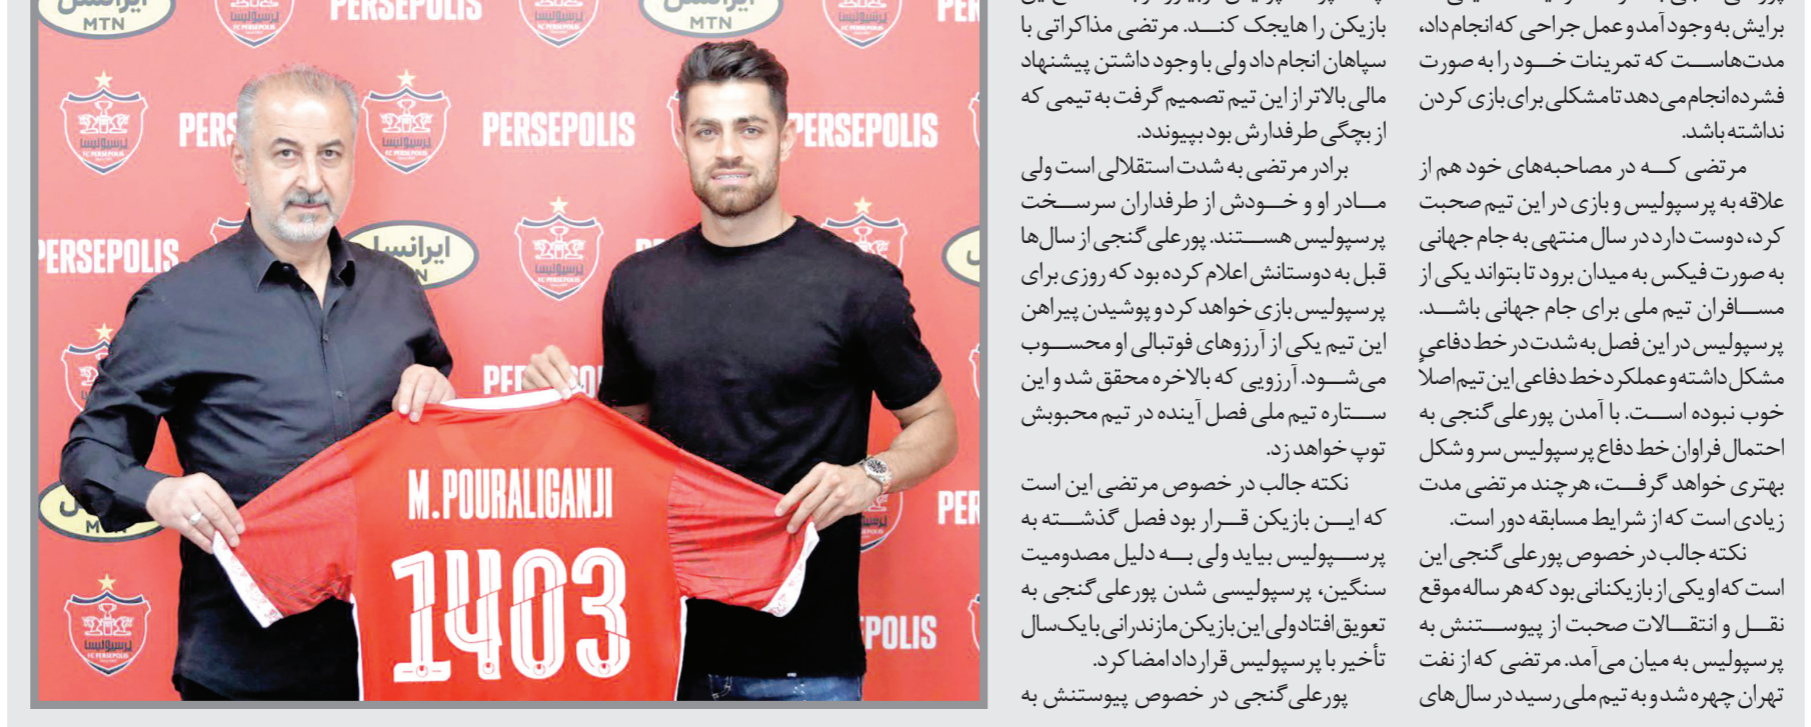 برایش به وجود آمد و عمل جراحی که انجام داد،
مدت‌هاست که تمرینات خود را به صورت
فشرده انجام می‌دهد تا مشکلی برای بازی کردن
نداشته باشد.
مرتضی که در مصاحبه‌های خود هم از
علاقه به پرسپولیس و بازی در این تیم صحبت
کرد، دوست دارد در سال منتهی به جام جهانی
به صورت فیکس به میدان برود تا بتواند یکی از
مسافران تیم ملی برای جام جهانی باشد.
پرسپولیس در این فصل به شدت در خط دفاعی
مشکل داشته و عملکرد خط دفاعی این تیم اصلاً
خوب نبوده است. با آمدن پورعلی‌گنجی به
احتمال فراوان خط دفاع پرسپولیس سر و شکل
بهتری خواهد گرفت، هرچند مرتضی مدت
زیادی است که از شرایط مسابقه دور است.
نکته جالب در خصوص پورعلی‌گنجی این
است که او یکی از بازیکنانی بود که هر ساله موقع
نقل و انتقالات صحبت از پیوستنش به
پرسپولیس به میان می‌آمد. مرتضی که از نفت
تهران چهره شد و به تیم ملی رسید در سال‌های
بازیکن را هایجک کند. مرتضی مذاکراتی با
سپاهان انجام داد ولی با وجود داشتن پیشنهاد
مالی بالاتر از این تیم تصمیم گرفت به تیمی که
از بچگی طرفدارش بود بپیوندد.
برادر مرتضی به شدت استقلالی است ولی
مادر او و خودش از طرفداران سرسخت
پرسپولیس هستند. پورعلی‌گنجی از سال‌ها
قبل به دوستانش اعلام کرده بود که روزی برای
پرسپولیس بازی خواهد کرد و پوشیدن پیراهن
این تیم یکی از آرزوهای فوتبالی او محسوب
می‌شود. آرزویی که بالاخره محقق شد و این
ستاره تیم ملی فصل آینده در تیم محبوبش
توپ خواهد زد.
نکته جالب در خصوص مرتضی این است
که این بازیکن قرار بود فصل گذشته به
پرسپولیس بیاید ولی به دلیل مصدومیت
سنگین، پرسپولیسی شدن پورعلی‌گنجی به
تعویق افتاد ولی این بازیکن مازندرانی با یک سال
تأخیر با پرسپولیس قرارداد امضا کرد.
پورعلی‌گنجی در خصوص پیوستنش به
ایرانسل
MTN
PERSEPOLIS
ایرانسل
MTN
PERSEPOLIS
PERSEPOLIS
PERSEPOLIS
ایرانسل
M.POURALIGANJI
1403
MTN